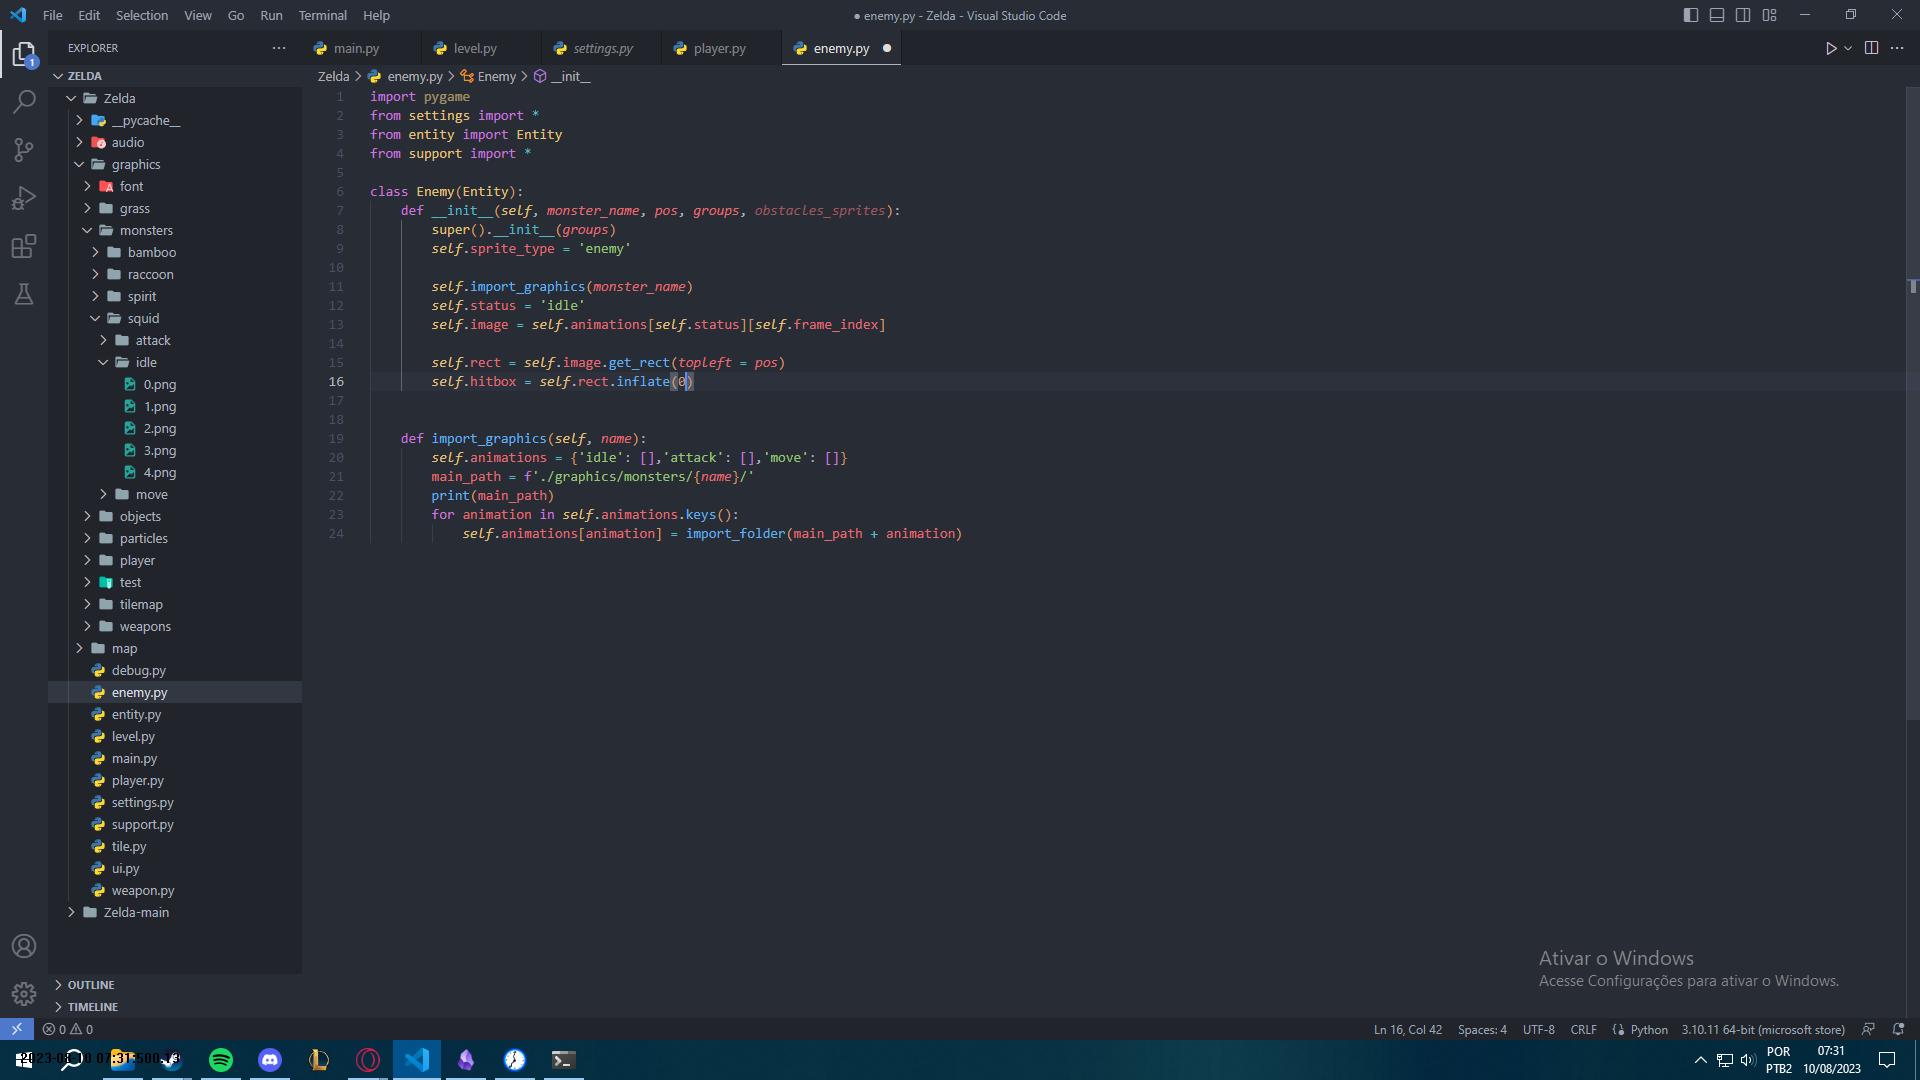 File Edit Selection View Go Run Terminal Help
● enemy.py - Zelda - Visual Studio Code
EXPLORER
main.py level.py settings.py player.py enemy.py
ZELDA
Zelda > enemy.py > Enemy > __init__
1
Zelda
__pycache__
audio
graphics
font
grass
monsters
bamboo
raccoon
spirit
squid
attack
idle
0.png
1.png
2.png
3.png
4.png
move
objects
particles
player
test
tilemap
weapons
map
debug.py
enemy.py
entity.py
level.py
main.py
player.py
settings.py
support.py
tile.py
ui.py
weapon.py
Zelda-main
OUTLINE
TIMELINE
1 import pygame
2 from settings import *
3 from entity import Entity
4 from support import *
5
6 class Enemy(Entity):
7     def __init__(self, monster_name, pos, groups, obstacles_sprites):
8         super().__init__(groups)
9         self.sprite_type = 'enemy'
10
11         self.import_graphics(monster_name)
12         self.status = 'idle'
13         self.image = self.animations[self.status][self.frame_index]
14
15         self.rect = self.image.get_rect(topleft = pos)
16         self.hitbox = self.rect.inflate(0)
17
18
19     def import_graphics(self, name):
20         self.animations = {'idle': [],'attack': [],'move': []}
21         main_path = f'./graphics/monsters/{name}/'
22         print(main_path)
23         for animation in self.animations.keys():
24             self.animations[animation] = import_folder(main_path + animation)
Ativar o Windows
Acesse Configurações para ativar o Windows.
0 0
Ln 16, Col 42 Spaces: 4 UTF-8 CRLF Python 3.10.11 64-bit (microsoft store)
POR
PTB2
07:31
10/08/2023